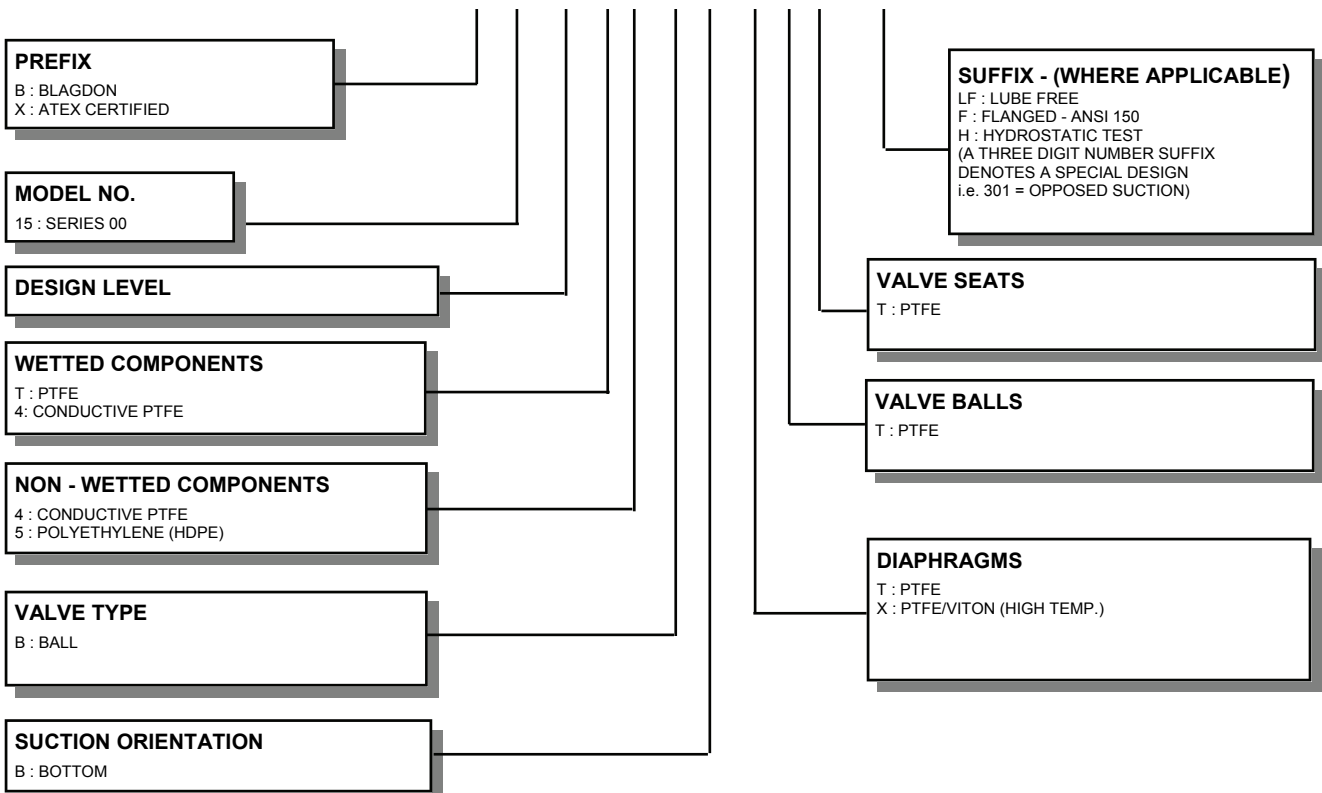 PREFIX
B : BLAGDON
X : ATEX CERTIFIED
MODEL NO.
15 : SERIES 00
DESIGN LEVEL
WETTED COMPONENTS
T : PTFE
4: CONDUCTIVE PTFE
NON - WETTED COMPONENTS
4 : CONDUCTIVE PTFE
5 : POLYETHYLENE (HDPE)
VALVE TYPE
B : BALL
SUCTION ORIENTATION
B : BOTTOM
SUFFIX - (WHERE APPLICABLE)
LF : LUBE FREE
F : FLANGED - ANSI 150
H : HYDROSTATIC TEST
(A THREE DIGIT NUMBER SUFFIX
DENOTES A SPECIAL DESIGN
i.e. 301 = OPPOSED SUCTION)
VALVE SEATS
T : PTFE
VALVE BALLS
T : PTFE
DIAPHRAGMS
T : PTFE
X : PTFE/VITON (HIGH TEMP.)